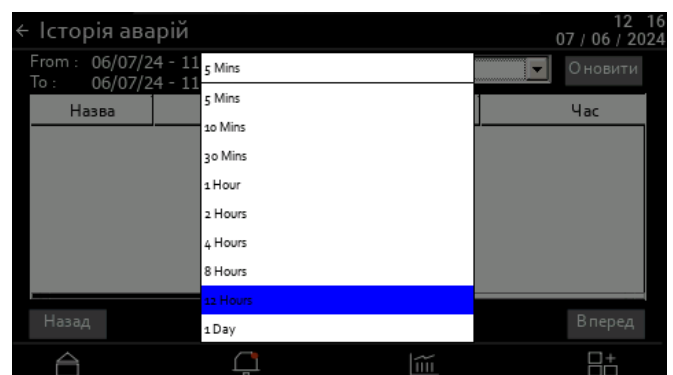 ← Історія аварій
12 16
07 / 06 / 2024
From : 06/07/24 - 11
To : 06/07/24 - 11
5 Mins
Оновити
Назва
Час
5 Mins
10 Mins
30 Mins
1 Hour
2 Hours
4 Hours
8 Hours
12 Hours
1 Day
Назад
Вперед